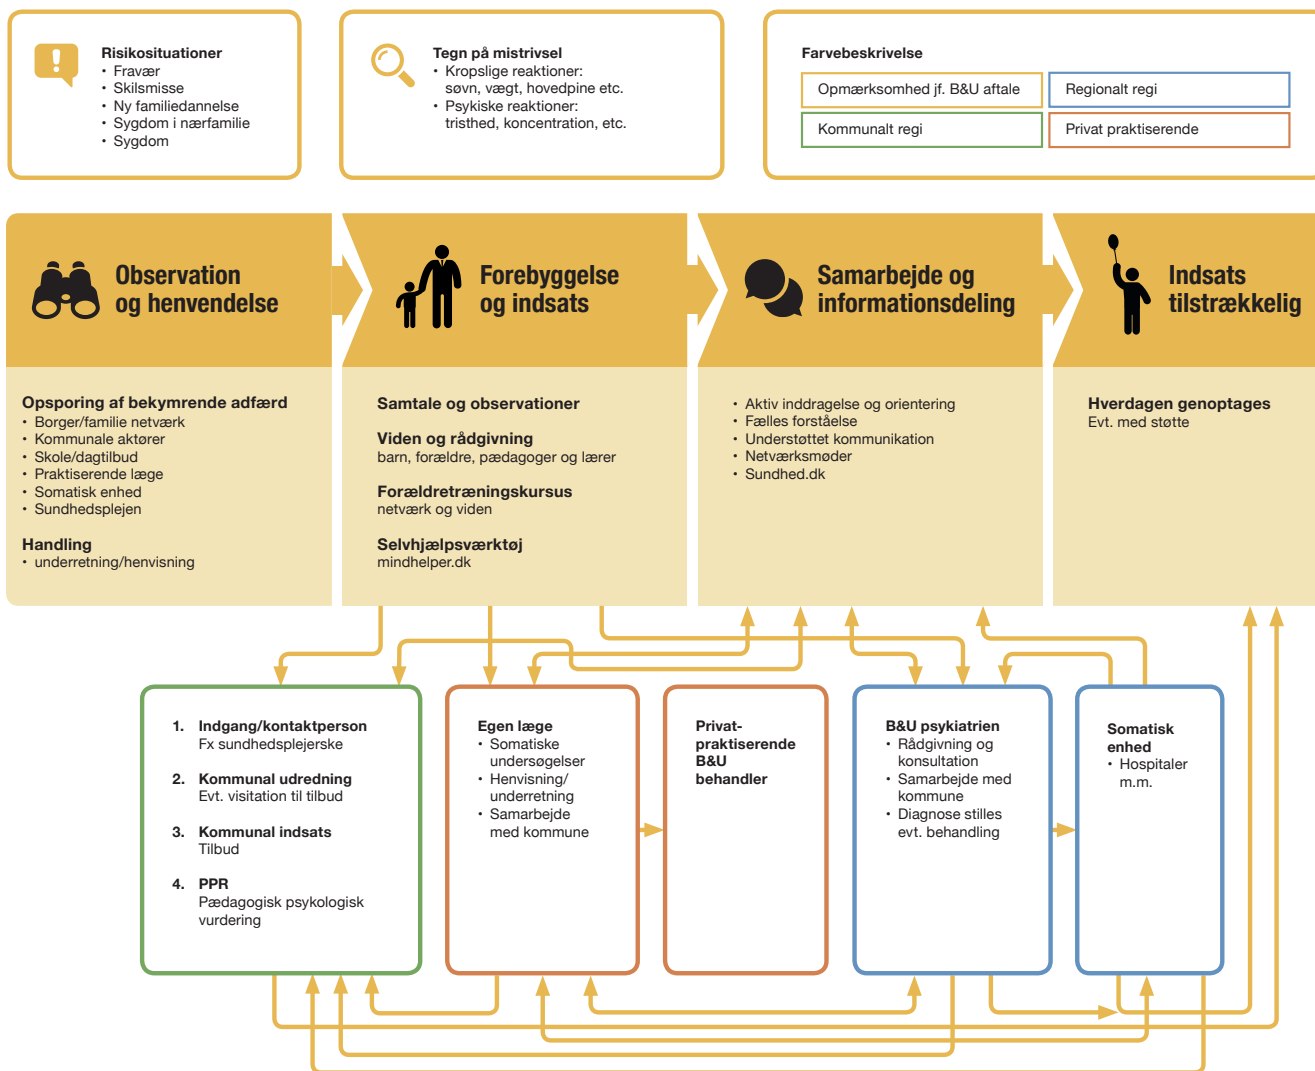 Risikosituationer
• Fravær
• Skilsmisse
• Ny familiedannelse
• Sygdom i nærfamilie
• Sygdom
Tegn på mistrivsel
• Kropslige reaktioner:
søvn, vægt, hovedpine etc.
• Psykiske reaktioner:
tristhed, koncentration, etc.
Farvebeskrivelse
Opmærksomhed jf. B&U aftale
Regionalt regi
Kommunalt regi
Privat praktiserende
Observation
og henvendelse
Forebyggelse
og indsats
Samarbejde og
informationsdeling
Indsats
tilstrækkelig
Opsporing af bekymrende adfærd
• Borger/familie netværk
• Kommunale aktører
• Skole/dagtilbud
• Praktiserende læge
• Somatisk enhed
• Sundhedsplejen
Handling
• underretning/henvisning
Samtale og observationer
Viden og rådgivning
barn, forældre, pædagoger og lærer
Forældretræningskursus
netværk og viden
Selvhjælpsværktøj
mindhelper.dk
• Aktiv inddragelse og orientering
• Fælles forståelse
• Understøttet kommunikation
• Netværksmøder
• Sundhed.dk
Hverdagen genoptages
Evt. med støtte
1. Indgang/kontaktperson
Fx sundhedsplejerske
2. Kommunal udredning
Evt. visitation til tilbud
3. Kommunal indsats
Tilbud
4. PPR
Pædagogisk psykologisk
vurdering
Egen læge
• Somatiske
undersøgelser
• Henvisning/
underretning
• Samarbejde
med kommune
Privat-
praktiserende
B&U
behandler
B&U psykiatrien
• Rådgivning og
konsultation
• Samarbejde med
kommune
• Diagnose stilles
evt. behandling
Somatisk
enhed
• Hospitaler
m.m.